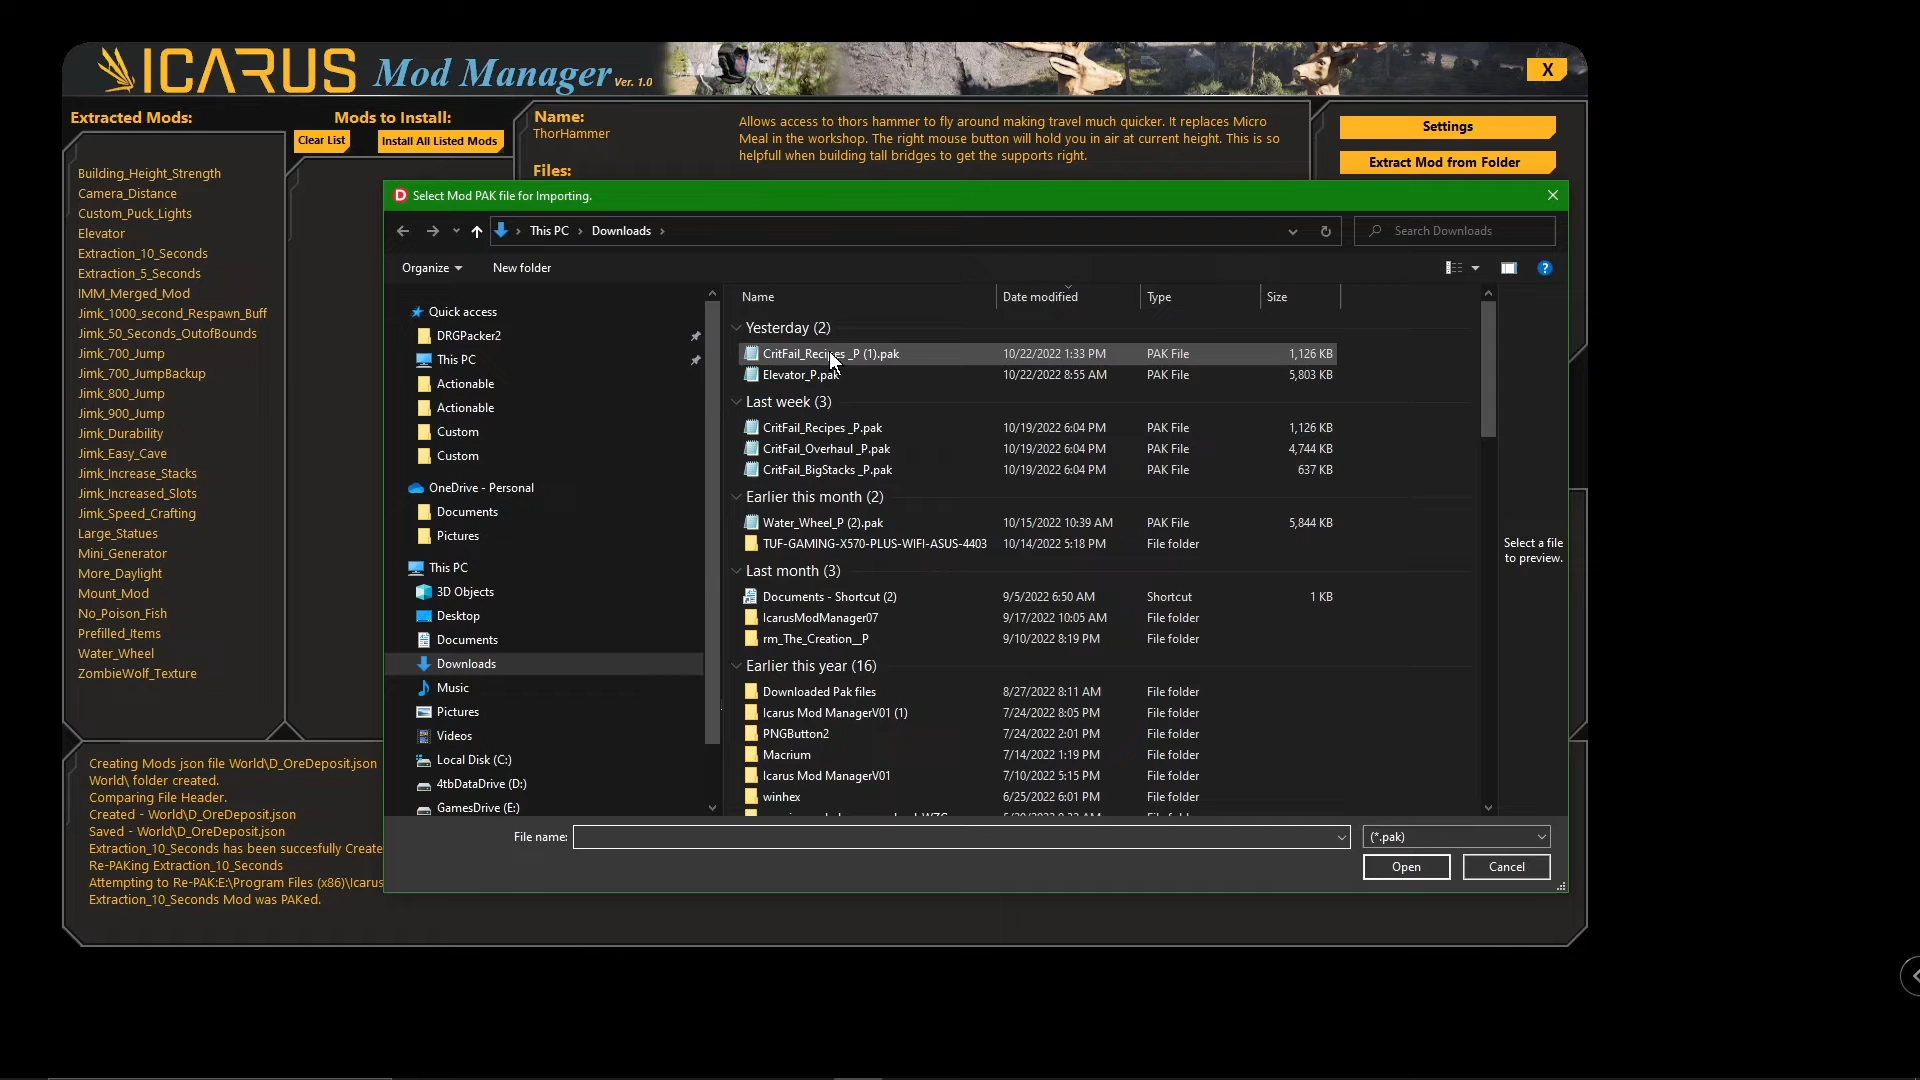 ICARUS Mod Manager Ver. 1.0
X
Extracted Mods:
Building_Height_Strength
Camera_Distance
Custom_Puck_Lights
Elevator
Extraction_10_Seconds
Extraction_5_Seconds
IMM_Merged_Mod
Jimk_1000_second_Respawn_Buff
Jimk_50_Seconds_OutofBounds
Jimk_700_Jump
Jimk_700_JumpBackup
Jimk_800_Jump
Jimk_900_Jump
Jimk_Durability
Jimk_Easy_Cave
Jimk_Increase_Stacks
Jimk_Increased_Slots
Jimk_Speed_Crafting
Large_Statues
Mini_Generator
More_Daylight
Mount_Mod
No_Poison_Fish
Prefilled_Items
Water_Wheel
ZombieWolf_Texture
Mods to Install:
Clear List
Install All Listed Mods
Name:
ThorHammer
Files:
Allows access to thors hammer to fly around making travel much quicker. It replaces Micro
Meal in the workshop. The right mouse button will hold you in air at current height. This is so
helpfull when building tall bridges to get the supports right.
Settings
Extract Mod from Folder
Select Mod PAK file for Importing.
This PC > Downloads >
Search Downloads
Organize
New folder
Quick access
DRGPacker2
This PC
Actionable
Actionable
Custom
Custom
OneDrive - Personal
Documents
Pictures
This PC
3D Objects
Desktop
Documents
Downloads
Music
Pictures
Videos
Local Disk (C:)
4tbDataDrive (D:)
GamesDrive (E:)
Name Date modified Type Size
Yesterday (2)
CritFail_Recipes _P (1).pak 10/22/2022 1:33 PM PAK File 1,126 KB
Elevator_P.pak 10/22/2022 8:55 AM PAK File 5,803 KB
Last week (3)
CritFail_Recipes _P.pak 10/19/2022 6:04 PM PAK File 1,126 KB
CritFail_Overhaul _P.pak 10/19/2022 6:04 PM PAK File 4,744 KB
CritFail_BigStacks _P.pak 10/19/2022 6:04 PM PAK File 637 KB
Earlier this month (2)
Water_Wheel_P (2).pak 10/15/2022 10:39 AM PAK File 5,844 KB
TUF-GAMING-X570-PLUS-WIFI-ASUS-4403 10/14/2022 5:18 PM File folder
Last month (3)
Documents - Shortcut (2) 9/5/2022 6:50 AM Shortcut 1 KB
IcarusModManager07 9/17/2022 10:05 AM File folder
rm_The_Creation__P 9/10/2022 8:19 PM File folder
Earlier this year (16)
Downloaded Pak files 8/27/2022 8:11 AM File folder
Icarus Mod ManagerV01 (1) 7/24/2022 8:05 PM File folder
PNGButton2 7/24/2022 2:01 PM File folder
Macrium 7/14/2022 1:19 PM File folder
Icarus Mod ManagerV01 7/10/2022 5:15 PM File folder
winhex 6/25/2022 6:01 PM File folder
Select a file
to preview.
File name:
(*.pak)
Open
Cancel
Creating Mods json file World\D_OreDeposit.json
World\ folder created.
Comparing File Header.
Created - World\D_OreDeposit.json
Saved - World\D_OreDeposit.json
Extraction_10_Seconds has been succesfully Create
Re-PAKing Extraction_10_Seconds
Attempting to Re-PAK:E:\Program Files (x86)\Icarus
Extraction_10_Seconds Mod was PAKed.